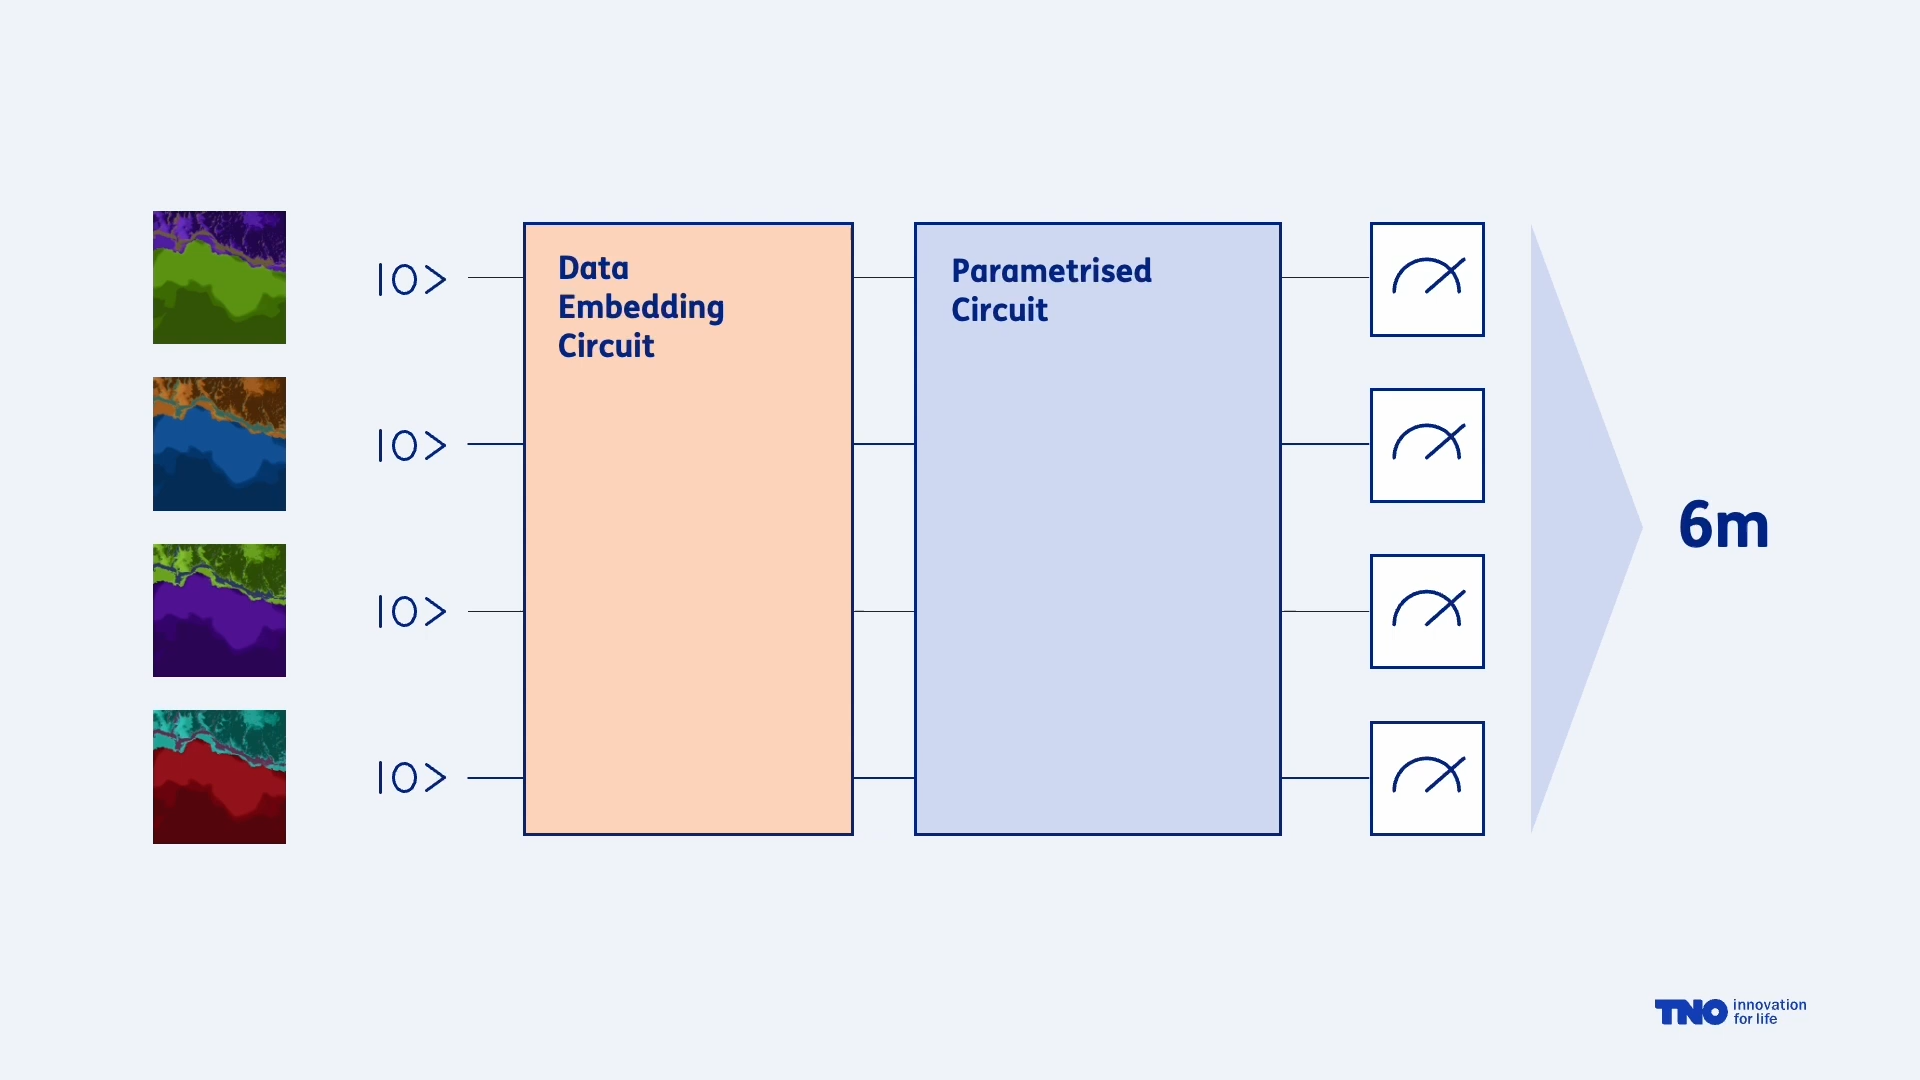 |0>
|0>
|0>
|0>
Data
Embedding
Circuit
Parametrised
Circuit
6m
TNO innovation
for life